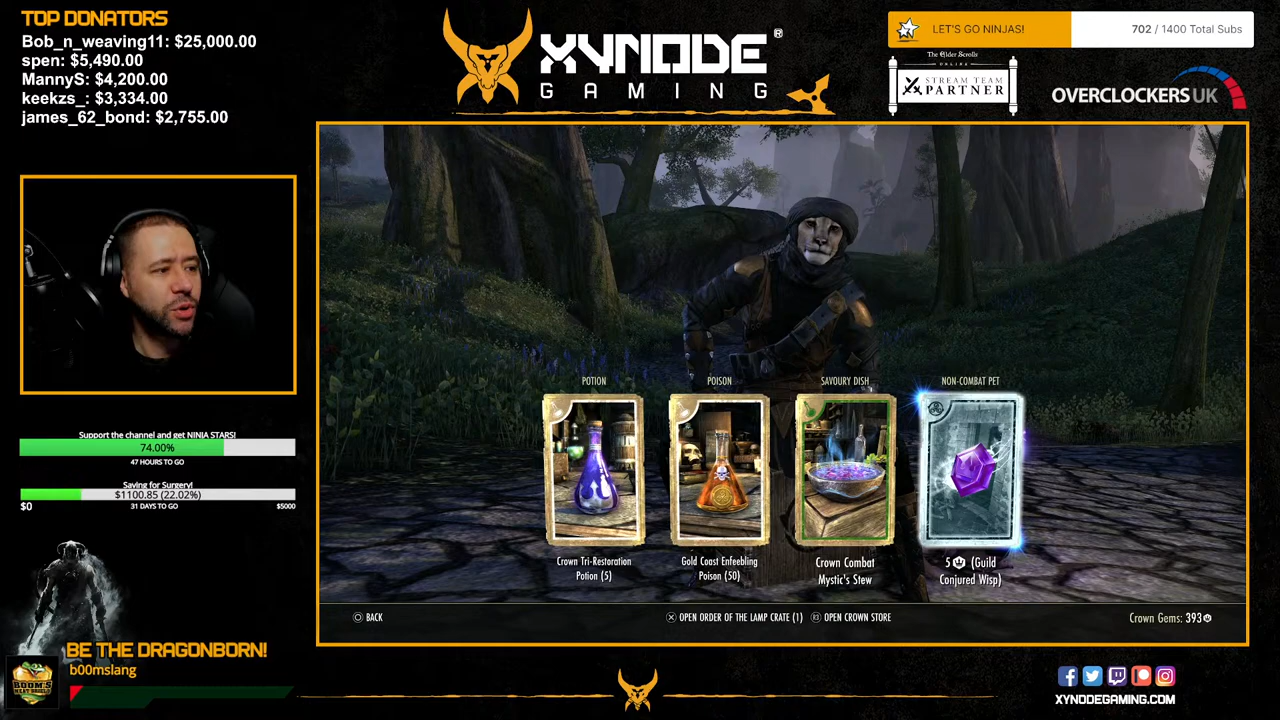 TOP DONATORS
Bob_n_weaving11: $25,000.00
spen: $5,490.00
MannyS: $4,200.00
keekzs_: $3,334.00
james_62_bond: $2,755.00
XYNODE®
GAMING
LET'S GO NINJAS!
702 / 1400 Total Subs
The Elder Scrolls
ONLINE
STREAM TEAM
PARTNER
OVERCLOCKERS UK
Support the channel and get NINJA STARS!
74.00%
47 HOURS TO GO
Saving for Surgery!
$1100.85 (22.02%)
$0
31 DAYS TO GO
$5000
POTION
POISON
SAVOURY DISH
NON-COMBAT PET
Crown Tri-Restoration
Potion (5)
Gold Coast Enfeebling
Poison (50)
Crown Combat
Mystic's Stew
5 (Guild
Conjured Wisp)
BACK
OPEN ORDER OF THE LAMP CRATE (1)
OPEN CROWN STORE
Crown Gems: 393
BE THE DRAGONBORN!
b00mslang
BOOM'S
MEAT SHIELD
XYNODEGAMING.COM